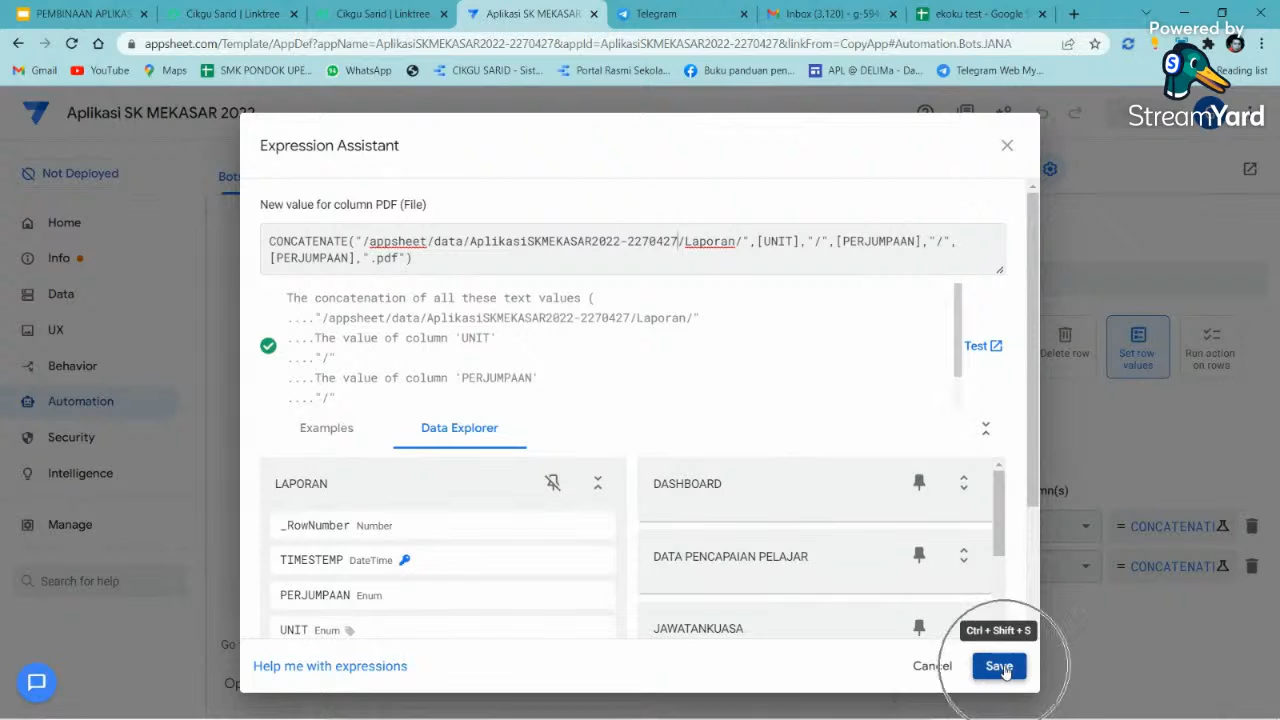 PEMBINAAN APLIKAS
Cikgu Sarid | Linktree
Cikgu Sarid | Linktree
Aplikasi SK MEKASAR
Telegram
Inbox (3,120) - g-594
ekoku test - Google S
Powered by
StreamYard
appsheet.com/Template/AppDef?appName=AplikasiSKMEKASAR2022-2270427&appId=AplikasiSKMEKASAR2022-2270427&linkFrom=CopyApp#Automation.Bots.JANA
Gmail
YouTube
Maps
SMK PONDOK UPE...
WhatsApp
CIKGU SARID - Sist...
Portal Rasmi Sekola...
Buku panduan pen...
APL @ DELIMa - Da...
Telegram Web My...
Reading list
Aplikasi SK MEKASAR 2022
Not Deployed
Bots
Home
Info
Data
UX
Behavior
Automation
Security
Intelligence
Manage
Search for help
Expression Assistant
New value for column PDF (File)
CONCATENATE("/appsheet/data/AplikasiSKMEKASAR2022-2270427/Laporan/",[UNIT],"/",[PERJUMPAAN],"/",
[PERJUMPAAN],".pdf")
The concatenation of all these text values (
...."/appsheet/data/AplikasiSKMEKASAR2022-2270427/Laporan/"
....The value of column 'UNIT'
...."/"
....The value of column 'PERJUMPAAN'
...."/"
Test
Examples
Data Explorer
LAPORAN
_RowNumber Number
TIMESTEMP DateTime
PERJUMPAAN Enum
UNIT Enum
DASHBOARD
DATA PENCAPAIAN PELAJAR
JAWATANKUASA
Ctrl + Shift + S
Help me with expressions
Cancel
Save
Delete row
Set row
values
Run action
on rows
mn(s)
= CONCATENATI
= CONCATENATI
Go
Op